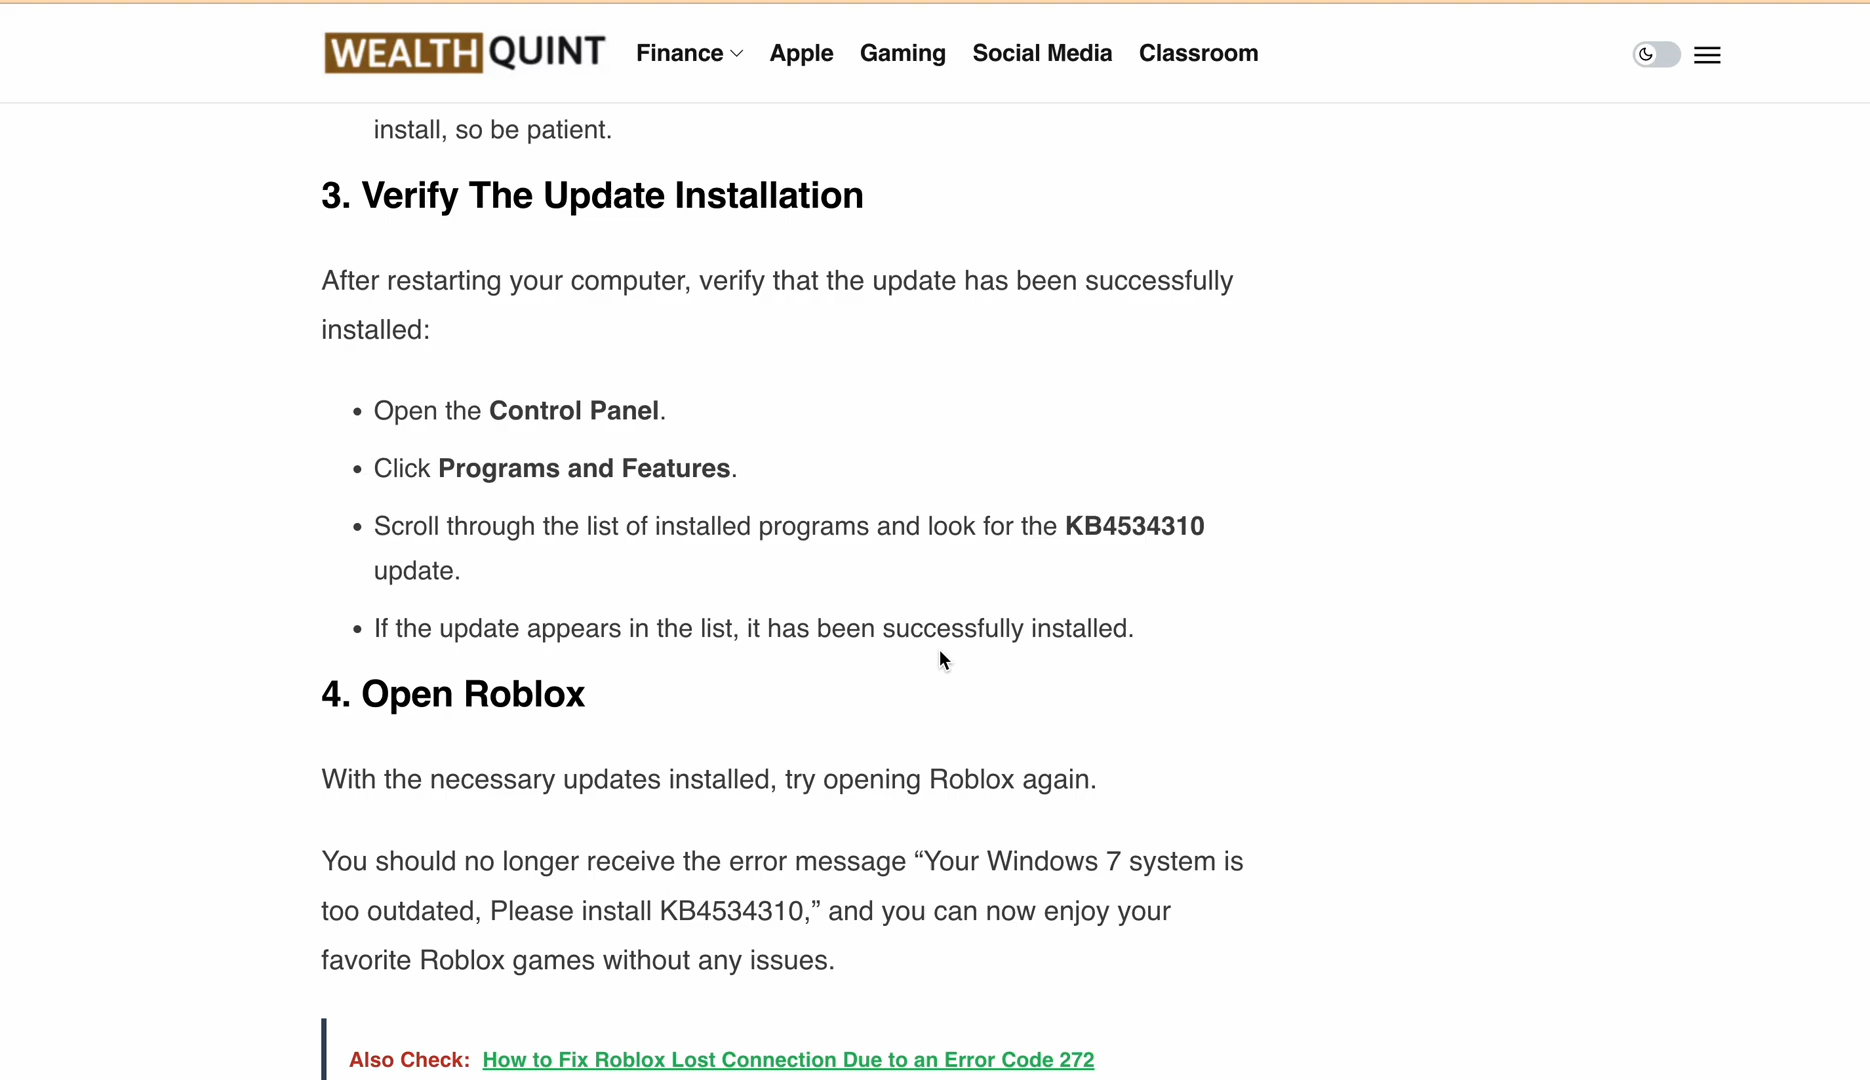 WEALTH QUINT Finance Apple Gaming Social Media Classroom
install, so be patient.
3. Verify The Update Installation
After restarting your computer, verify that the update has been successfully
installed:
• Open the Control Panel.
• Click Programs and Features.
• Scroll through the list of installed programs and look for the KB4534310
update.
• If the update appears in the list, it has been successfully installed.
4. Open Roblox
With the necessary updates installed, try opening Roblox again.
You should no longer receive the error message “Your Windows 7 system is
too outdated, Please install KB4534310,” and you can now enjoy your
favorite Roblox games without any issues.
Also Check: How to Fix Roblox Lost Connection Due to an Error Code 272